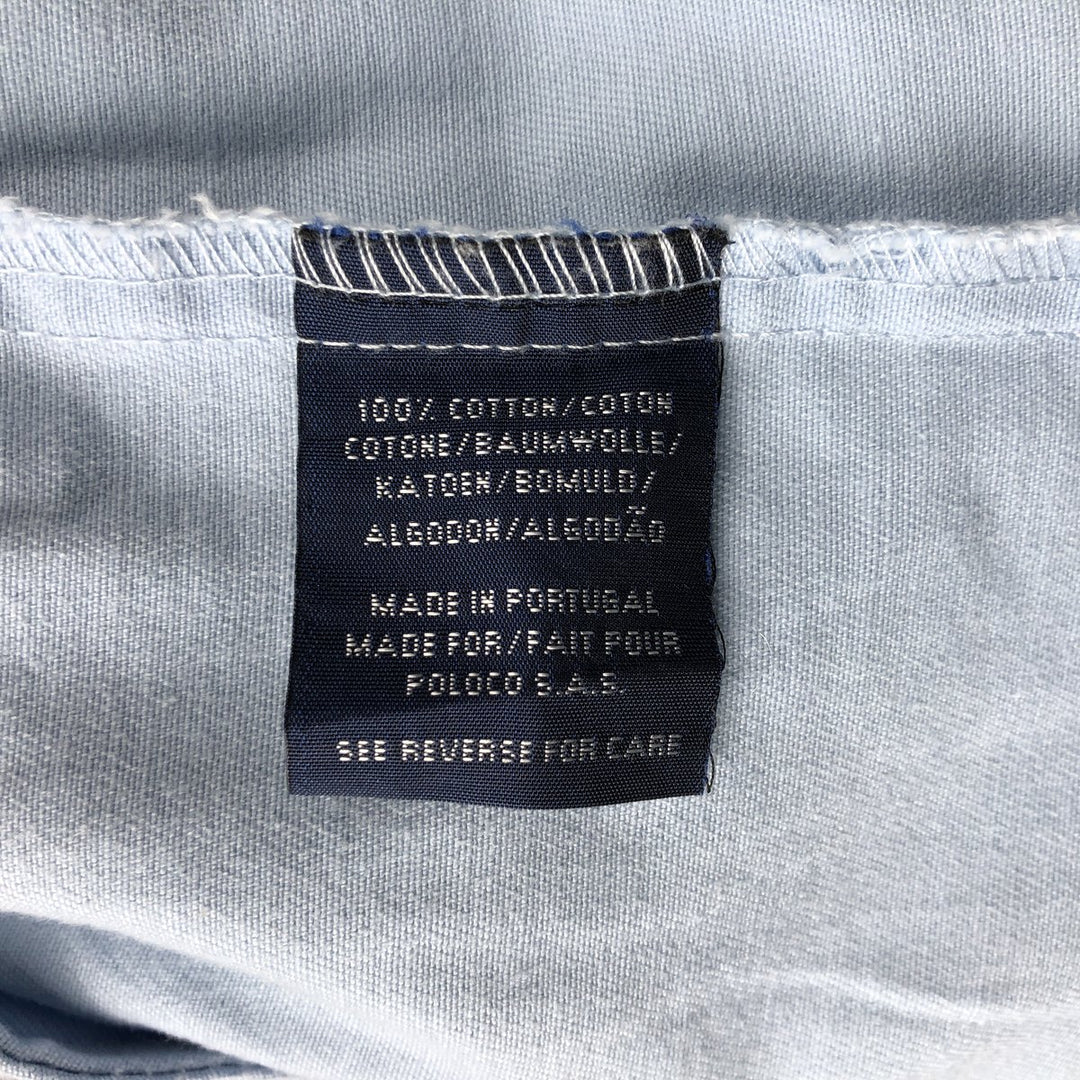 100% COTTON/COTON
COTONE/BAUMWOLLE/
KATOEN/BOMULD/
ALGODON/ALGODÃO
MADE IN PORTUGAL
MADE FOR/FAIT POUR
POLOCO S.A.S.
SEE REVERSE FOR CARE